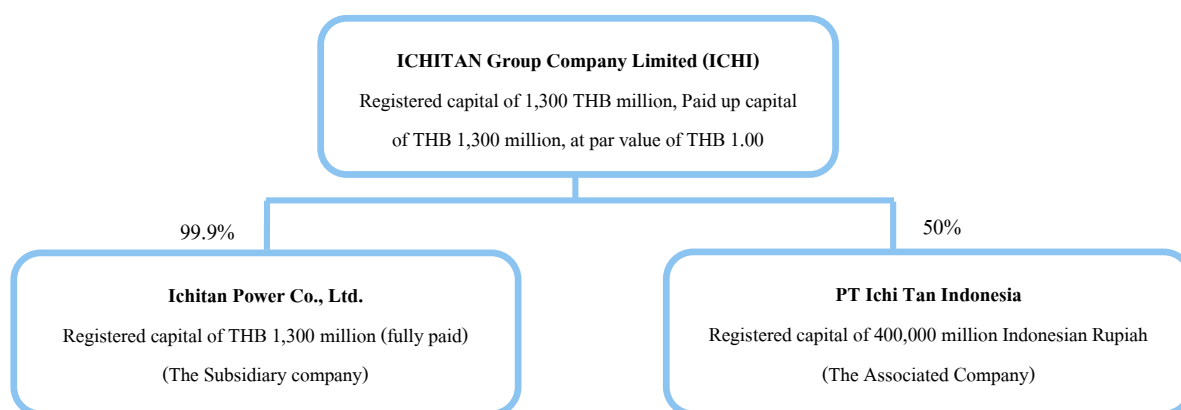 ICHITAN Group Company Limited (ICHI)
Registered capital of 1,300 THB million, Paid up capital
of THB 1,300 million, at par value of THB 1.00
99.9%
50%
Ichitan Power Co., Ltd.
Registered capital of THB 1,300 million (fully paid)
(The Subsidiary company)
PT Ichi Tan Indonesia
Registered capital of 400,000 million Indonesian Rupiah
(The Associated Company)